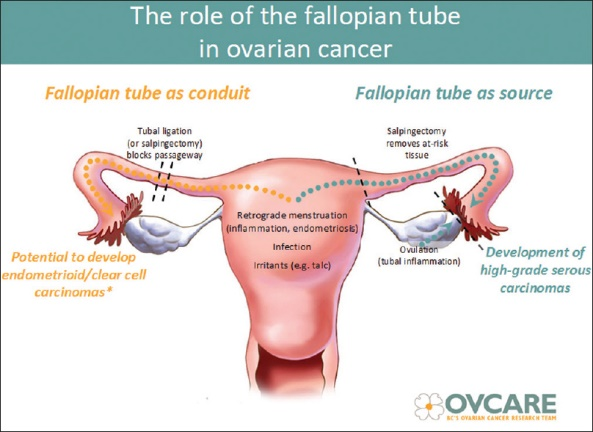 The role of the fallopian tube
in ovarian cancer
Fallopian tube as conduit
Fallopian tube as source
Tubal ligation
(or salpingectomy)
blocks passageway
Salpingectomy
removes at-risk
tissue
Retrograde menstruation
(inflammation, endometriosis)
Infection
Irritants (e.g. talc)
Ovulation
(tubal inflammation)
Potential to develop
endometrioid/clear cell
carcinomas*
Development of
high-grade serous
carcinomas
OVCARE
BC'S OVARIAN CANCER RESEARCH TEAM